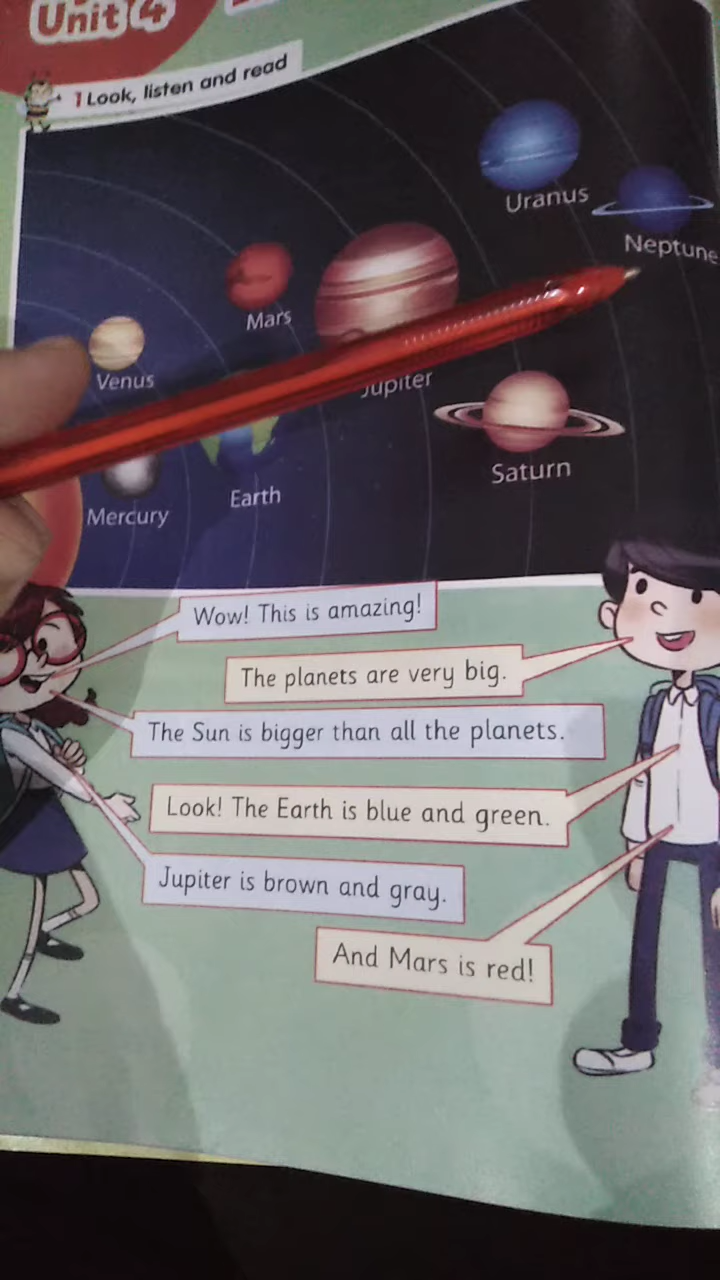 Unit 4
1 Look, listen and read
Uranus
Neptune
Mars
Venus
Jupiter
Saturn
Earth
Mercury
Wow! This is amazing!
The planets are very big.
The Sun is bigger than all the planets.
Look! The Earth is blue and green.
Jupiter is brown and gray.
And Mars is red!